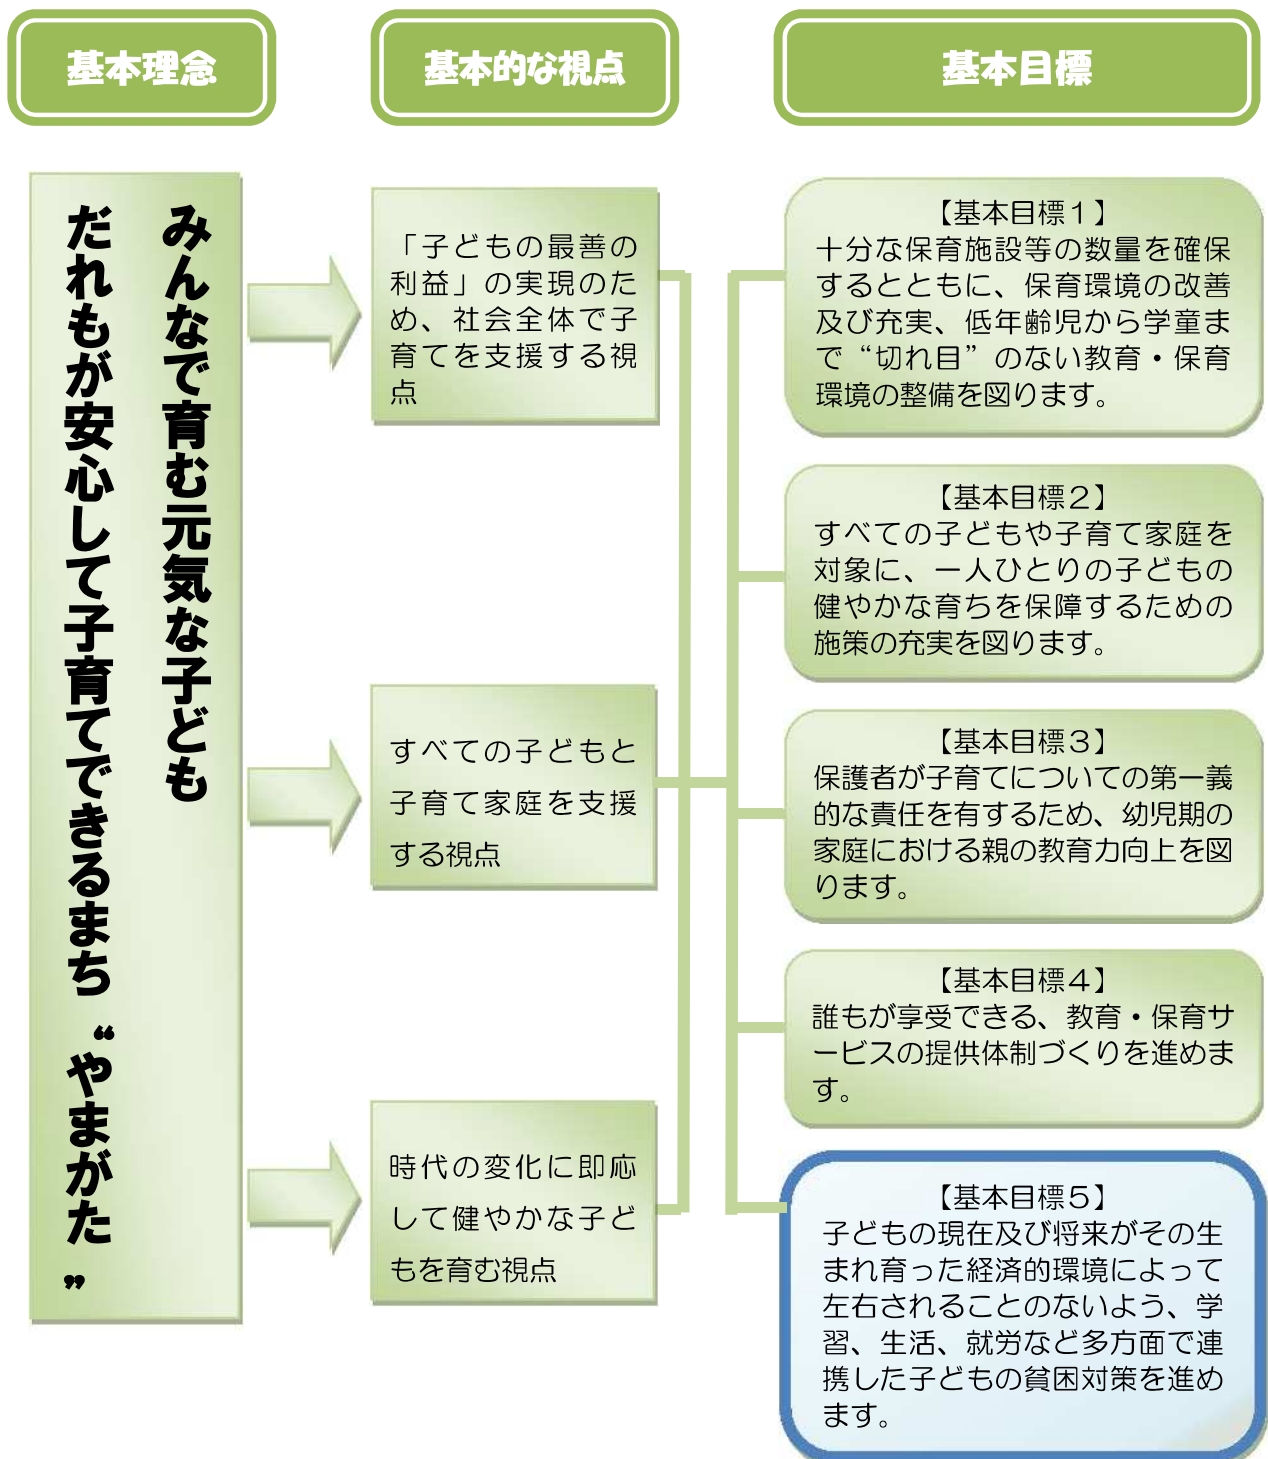 基本理念
基本的な視点
基本目標
みんなで育む元気な子ども
だれもが安心して子育てできるまち“やまがた”
「子どもの最善の
利益」の実現のた
め、社会全体で子
育てを支援する視
点
すべての子どもと
子育て家庭を支援
する視点
時代の変化に即応
して健やかな子ど
もを育む視点
【基本目標１】
十分な保育施設等の数量を確保
するとともに、保育環境の改善
及び充実、低年齢児から学童ま
で“切れ目”のない教育・保育
環境の整備を図ります。
【基本目標２】
すべての子どもや子育て家庭を
対象に、一人ひとりの子どもの
健やかな育ちを保障するための
施策の充実を図ります。
【基本目標３】
保護者が子育てについての第一義
的な責任を有するため、幼児期の
家庭における親の教育力向上を図
ります。
【基本目標４】
誰もが享受できる、教育・保育サ
ービスの提供体制づくりを進めま
す。
【基本目標５】
子どもの現在及び将来がその生
まれ育った経済的環境によって
左右されることのないよう、学
習、生活、就労など多方面で連
携した子どもの貧困対策を進め
ます。